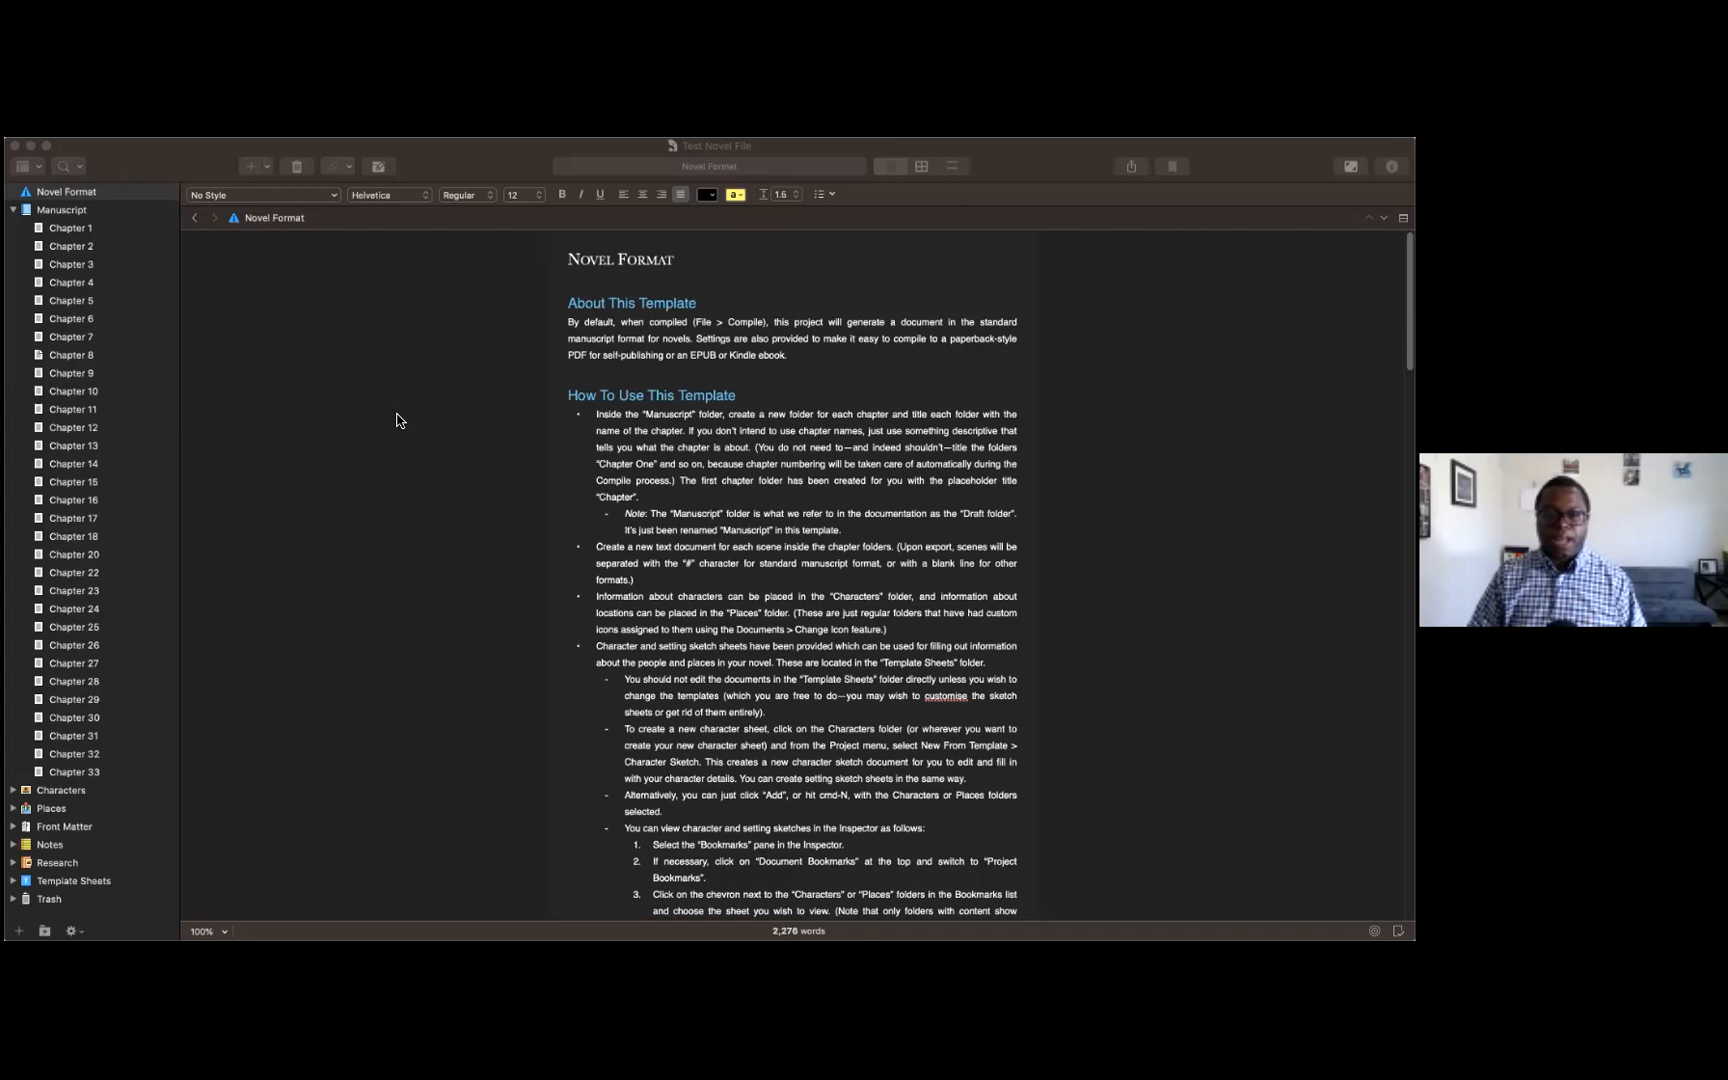 Test Novel File
Novel Format
No Style
Helvetica
Regular
12
B
I
U
a
1.5
Novel Format
Novel Format
Manuscript
Chapter 1
Chapter 2
Chapter 3
Chapter 4
Chapter 5
Chapter 6
Chapter 7
Chapter 8
Chapter 9
Chapter 10
Chapter 11
Chapter 12
Chapter 13
Chapter 14
Chapter 15
Chapter 16
Chapter 17
Chapter 18
Chapter 20
Chapter 22
Chapter 23
Chapter 24
Chapter 25
Chapter 26
Chapter 27
Chapter 28
Chapter 29
Chapter 30
Chapter 31
Chapter 32
Chapter 33
Characters
Places
Front Matter
Notes
Research
Template Sheets
Trash
NOVEL FORMAT
About This Template
By default, when compiled (File > Compile), this project will generate a document in the standard
manuscript format for novels. Settings are also provided to make it easy to compile to a paperback-style
PDF for self-publishing or an EPUB or Kindle ebook.
How To Use This Template
• Inside the “Manuscript” folder, create a new folder for each chapter and title each folder with the
name of the chapter. If you don’t intend to use chapter names, just use something descriptive that
tells you what the chapter is about. (You do not need to—and indeed shouldn’t—title the folders
“Chapter One” and so on, because chapter numbering will be taken care of automatically during the
Compile process.) The first chapter folder has been created for you with the placeholder title
“Chapter”.
- Note: The “Manuscript” folder is what we refer to in the documentation as the “Draft folder”.
It’s just been renamed “Manuscript” in this template.
• Create a new text document for each scene inside the chapter folders. (Upon export, scenes will be
separated with the “#” character for standard manuscript format, or with a blank line for other
formats.)
• Information about characters can be placed in the “Characters” folder, and information about
locations can be placed in the “Places” folder. (These are just regular folders that have had custom
icons assigned to them using the Documents > Change Icon feature.)
• Character and setting sketch sheets have been provided which can be used for filling out information
about the people and places in your novel. These are located in the “Template Sheets” folder.
- You should not edit the documents in the “Template Sheets” folder directly unless you wish to
change the templates (which you are free to do—you may wish to customise the sketch
sheets or get rid of them entirely).
- To create a new character sheet, click on the Characters folder (or wherever you want to
create your new character sheet) and from the Project menu, select New From Template >
Character Sketch. This creates a new character sketch document for you to edit and fill in
with your character details. You can create setting sketch sheets in the same way.
- Alternatively, you can just click “Add”, or hit cmd-N, with the Characters or Places folders
selected.
- You can view character and setting sketches in the Inspector as follows:
1. Select the “Bookmarks” pane in the Inspector.
2. If necessary, click on “Document Bookmarks” at the top and switch to “Project
Bookmarks”.
3. Click on the chevron next to the “Characters” or “Places” folders in the Bookmarks list
and choose the sheet you wish to view. (Note that only folders with content show
100%
2,276 words